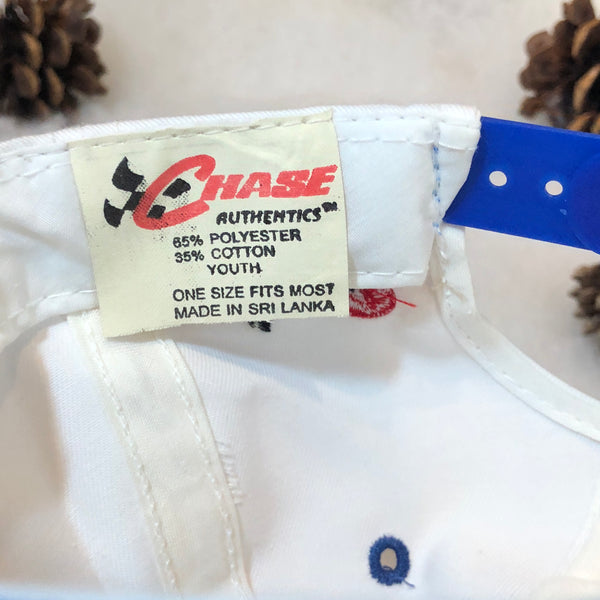 CHASE
AUTHENTICS™
65% POLYESTER
35% COTTON
YOUTH
ONE SIZE FITS MOST
MADE IN SRI LANKA